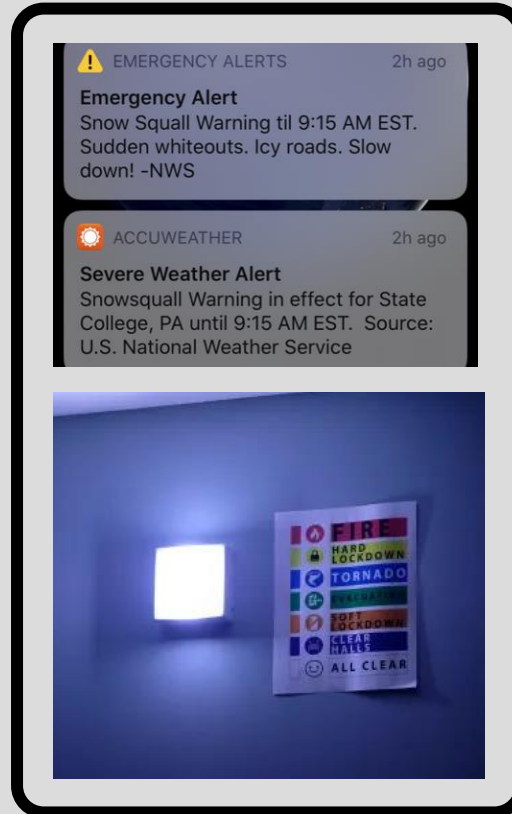 EMERGENCY ALERTS 2h ago
Emergency Alert
Snow Squall Warning til 9:15 AM EST.
Sudden whiteouts. Icy roads. Slow
down! -NWS
ACCUWEATHER 2h ago
Severe Weather Alert
Snowsquall Warning in effect for State
College, PA until 9:15 AM EST. Source:
U.S. National Weather Service
FIRE
HARD
LOCKDOWN
TORNADO
EVACUATION
SOFT
LOCKDOWN
CLEAR
HALLS
ALL CLEAR